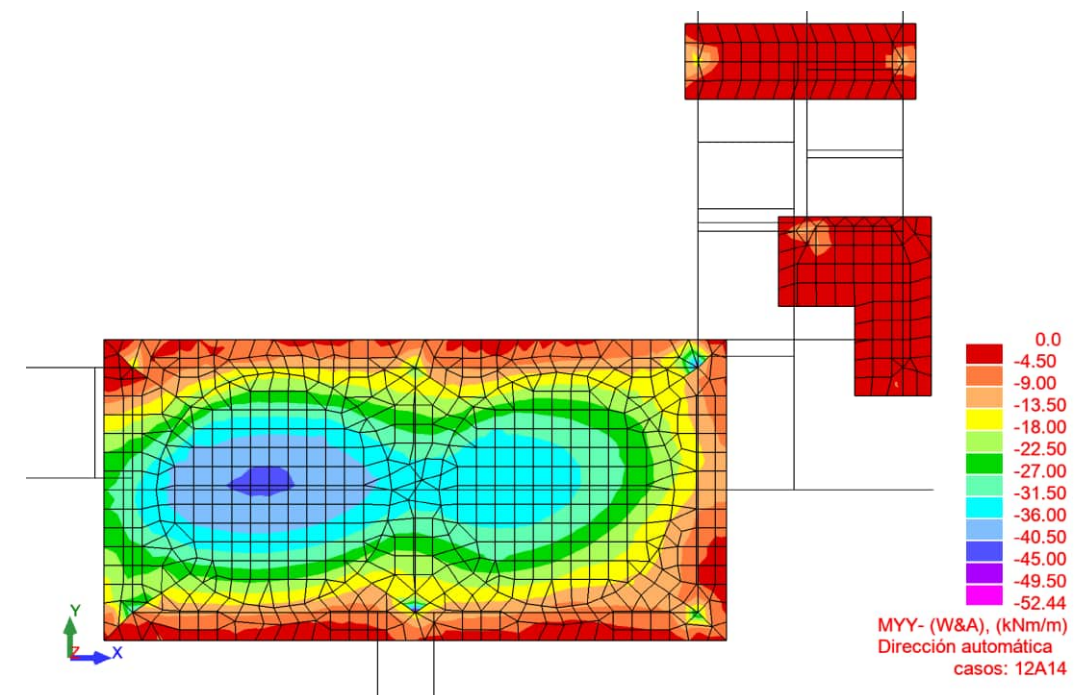 0.0
-4.50
-9.00
-13.50
-18.00
-22.50
-27.00
-31.50
-36.00
-40.50
-45.00
-49.50
-52.44
MYY- (W&A), (kNm/m)
Dirección automática
casos: 12A14
Y
Z X